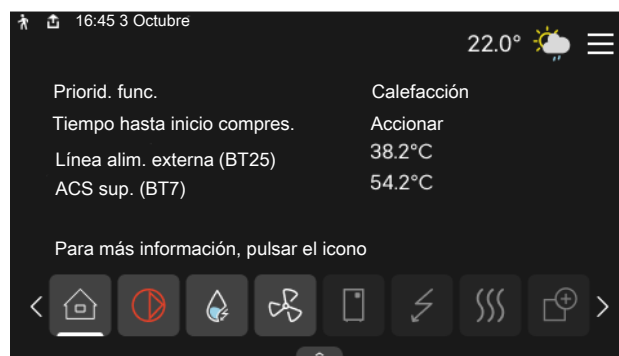 16:45 3 Octubre
22.0°
Priorid. func. Calefacción
Tiempo hasta inicio compres. Accionar
Línea alim. externa (BT25) 38.2°C
ACS sup. (BT7) 54.2°C
Para más información, pulsar el icono